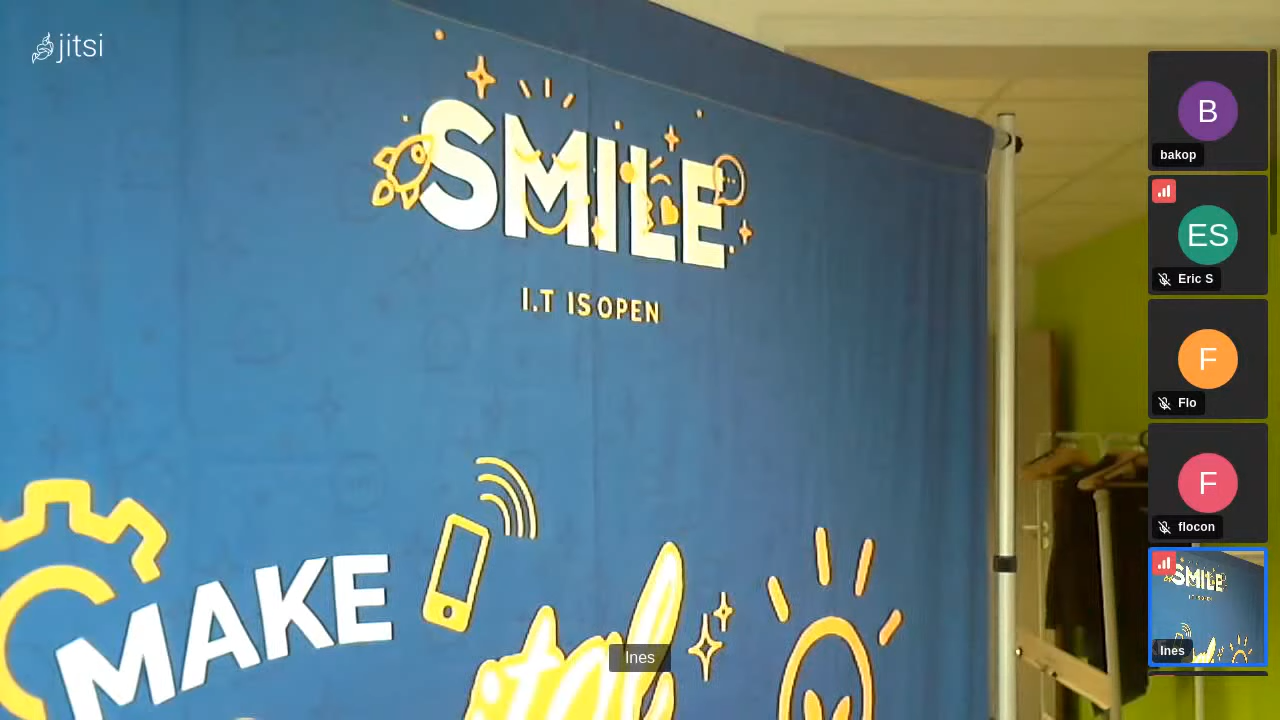 jitsi
SMILE
I.T IS OPEN
MAKE
Ines
B
bakop
ES
Eric S
F
Flo
F
flocon
SMILE
Ines